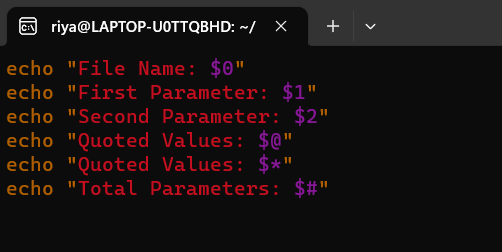 riya@LAPTOP-U0TTQBHD: ~/
echo "File Name: $0"
echo "First Parameter: $1"
echo "Second Parameter: $2"
echo "Quoted Values: $@"
echo "Quoted Values: $*"
echo "Total Parameters: $#"